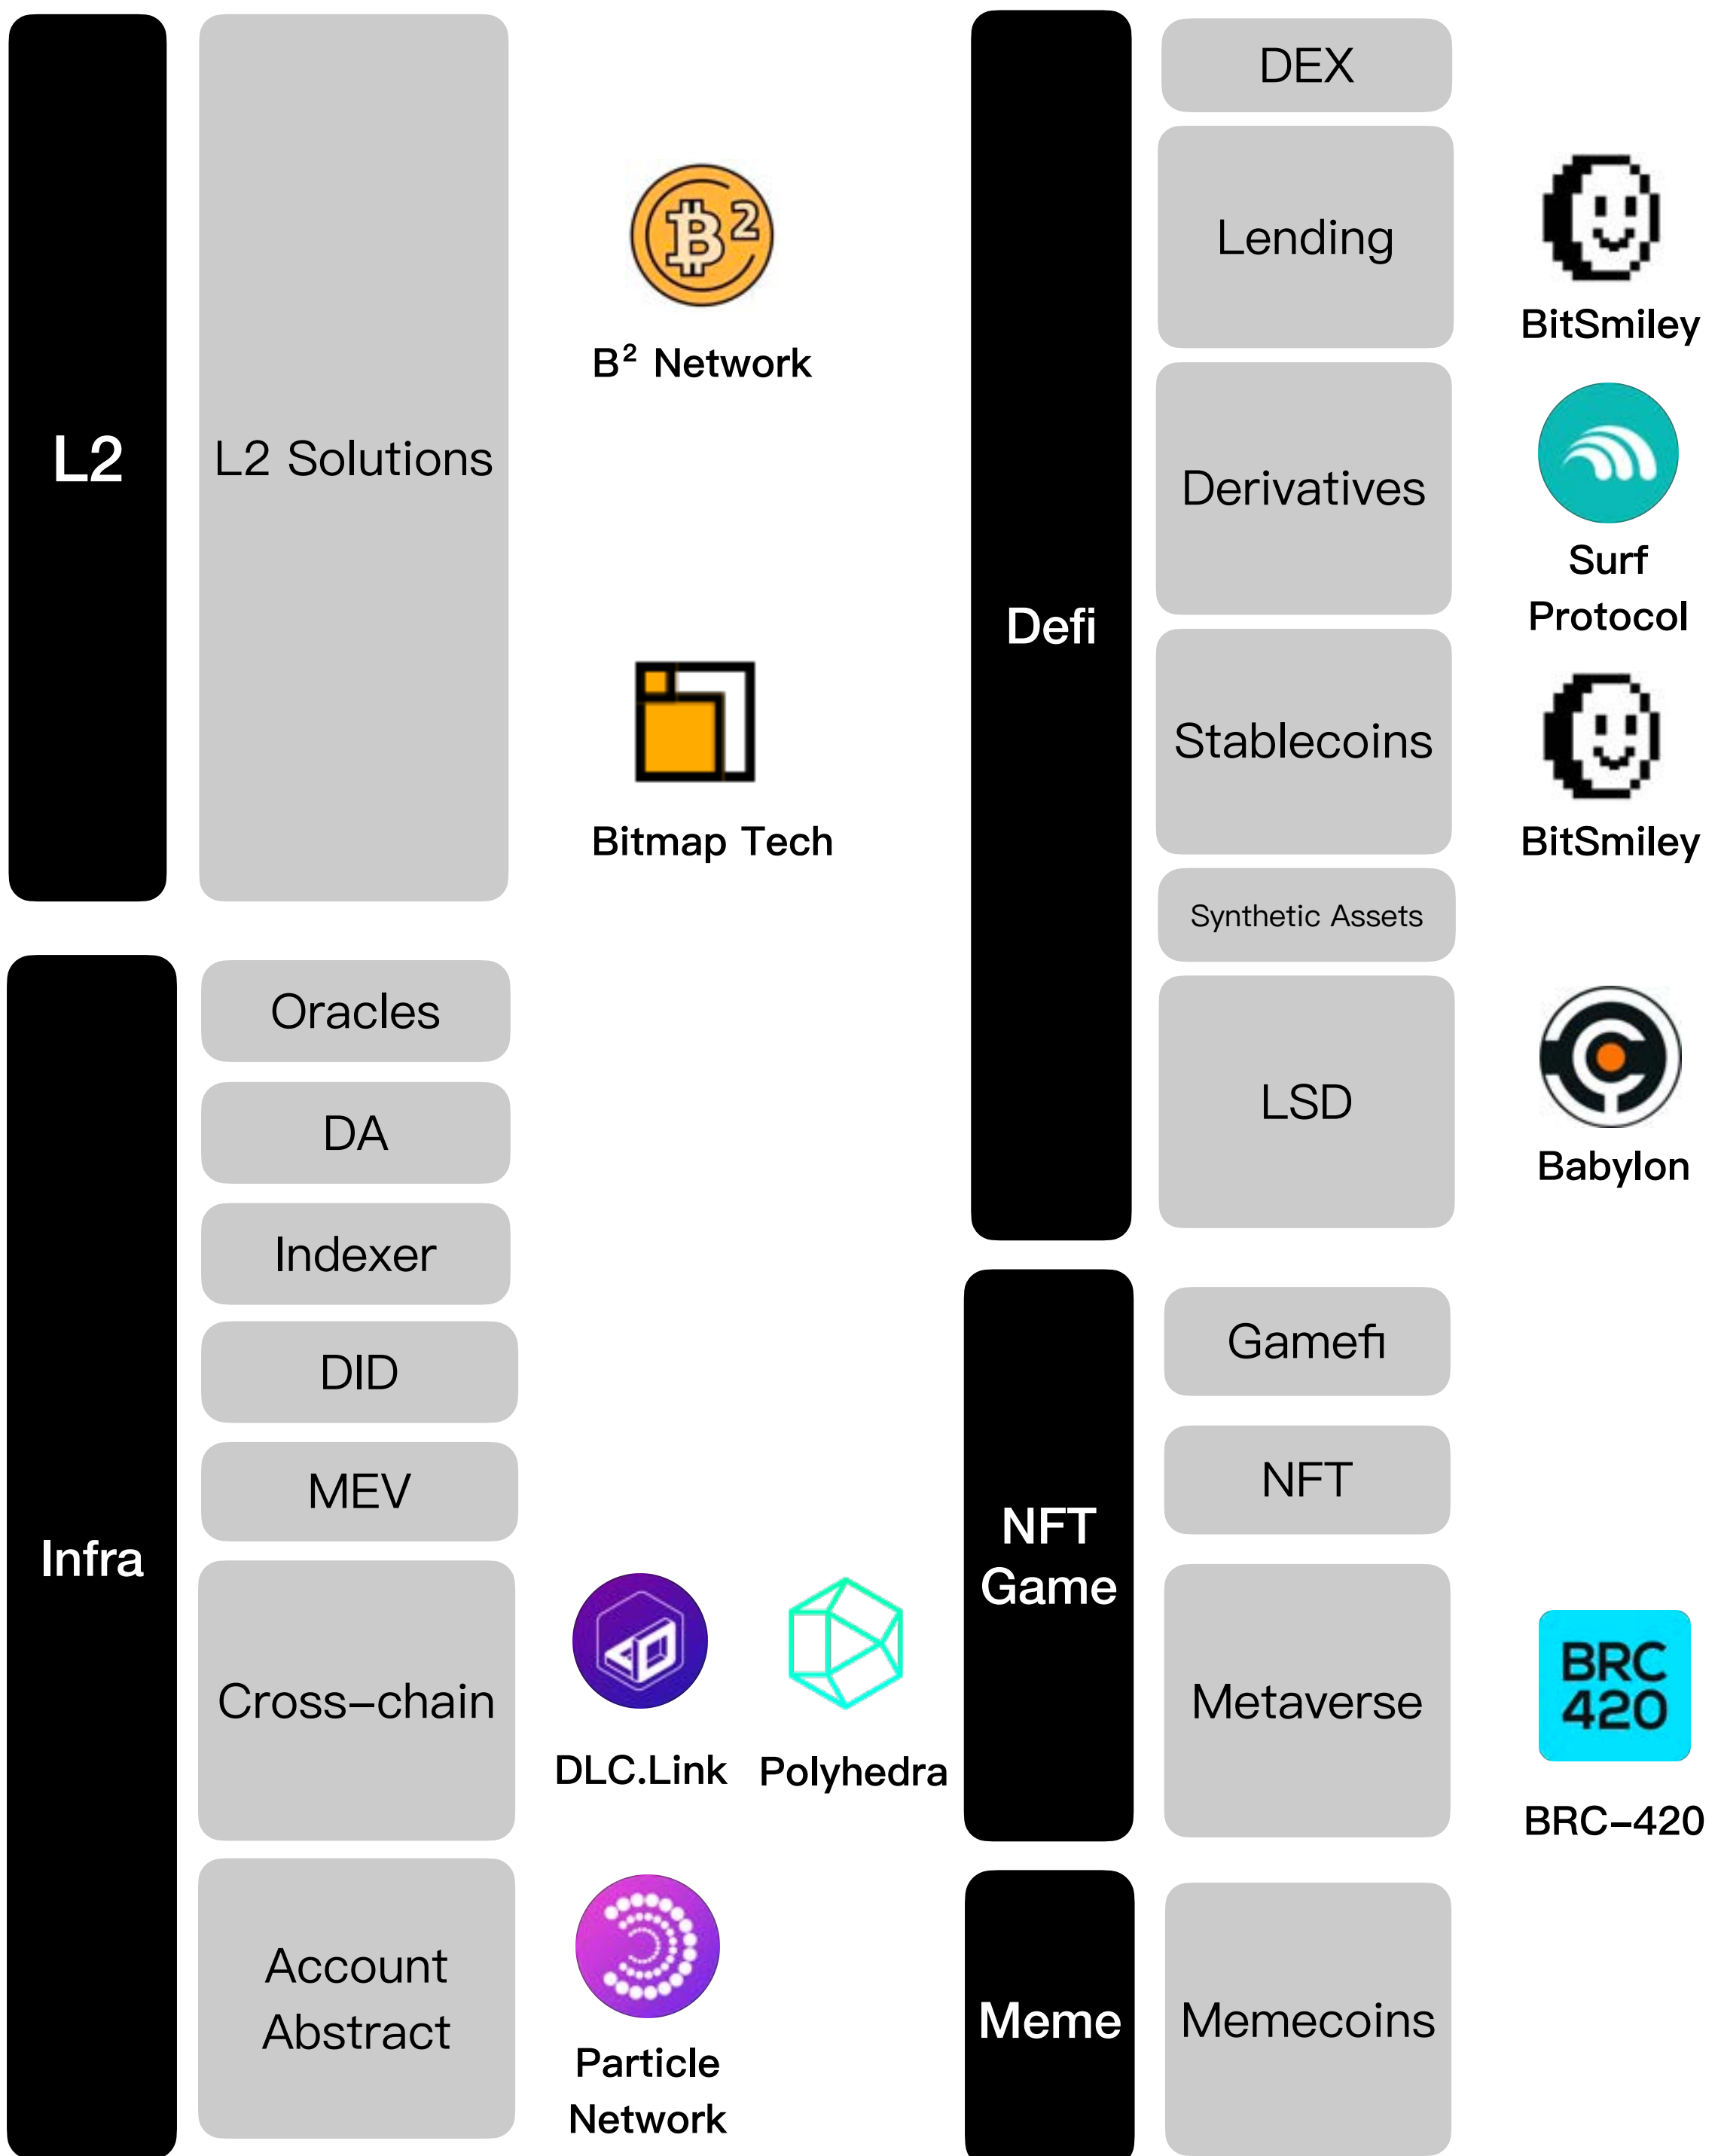 L2
L2 Solutions
B²
B² Network
Bitmap Tech
Infra
Oracles
DA
Indexer
DID
MEV
Cross-chain
DLC.Link
Polyhedra
Account
Abstract
Particle
Network
Defi
DEX
Lending
BitSmiley
Derivatives
Surf
Protocol
Stablecoins
BitSmiley
Synthetic Assets
LSD
Babylon
NFT
Game
Gamefi
NFT
Metaverse
BRC
420
BRC-420
Meme
Memecoins